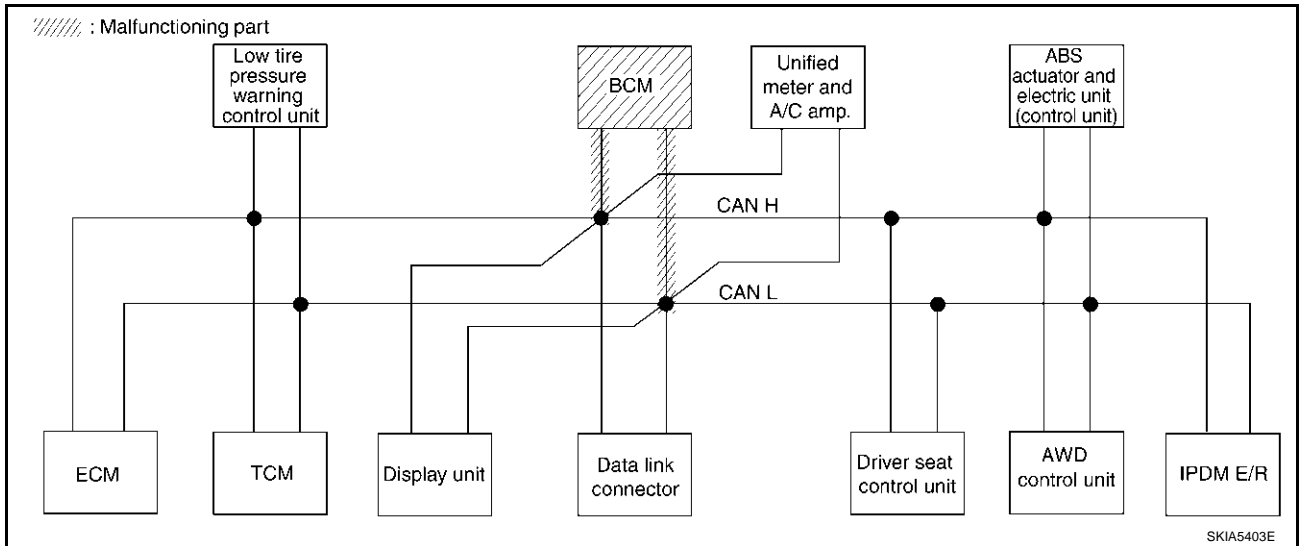 : Malfunctioning part
Low tire
pressure
warning
control unit
BCM
Unified
meter and
A/C amp.
ABS
actuator and
electric unit
(control unit)
CAN H
CAN L
ECM
TCM
Display unit
Data link
connector
Driver seat
control unit
AWD
control unit
IPDM E/R
SKIA5403E